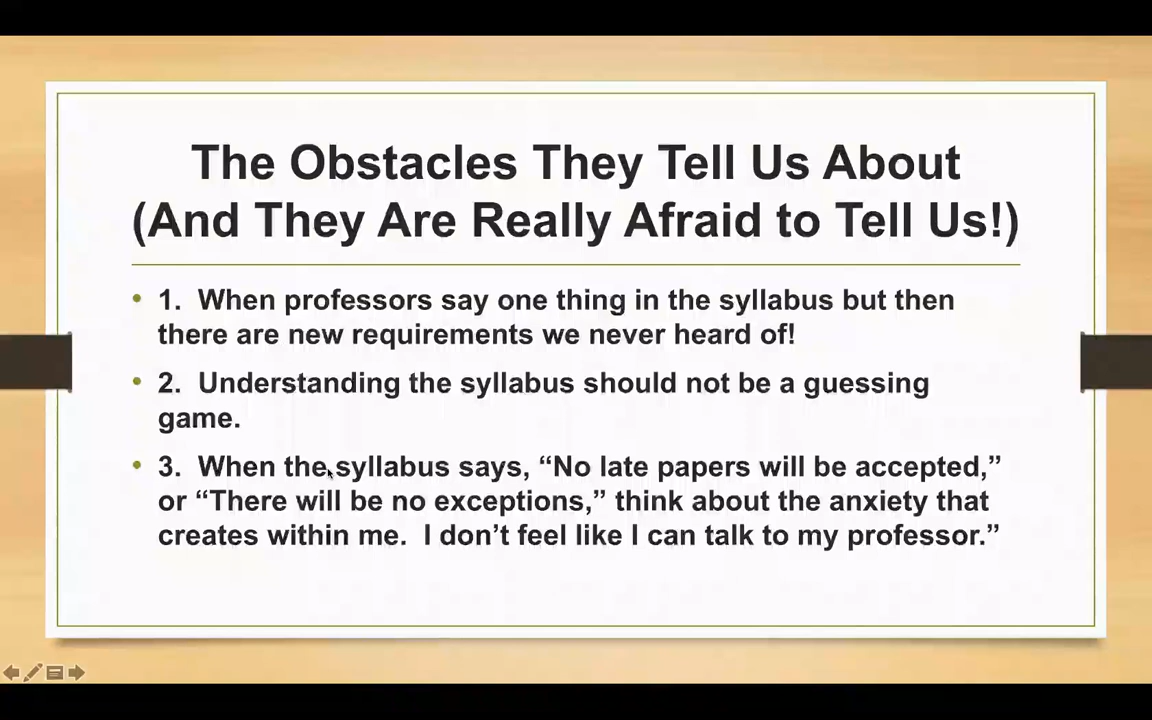 The Obstacles They Tell Us About
(And They Are Really Afraid to Tell Us!)
• 1.  When professors say one thing in the syllabus but then
there are new requirements we never heard of!
• 2.  Understanding the syllabus should not be a guessing
game.
• 3.  When the syllabus says, “No late papers will be accepted,”
or “There will be no exceptions,” think about the anxiety that
creates within me.  I don’t feel like I can talk to my professor.”